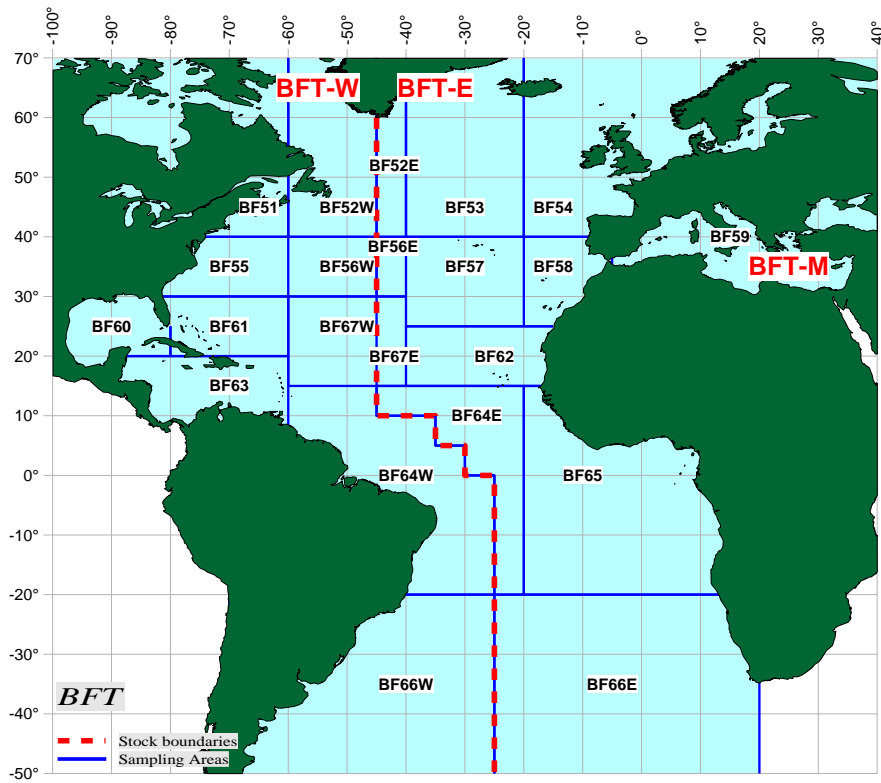 -100° -90° -80° -70° -60° -50° -40° -30° -20° -10° 0° 10° 20° 30° 40°
70°
BFT-W BFT-E
60°
BF52E
50°
BF51 BF52W BF53 BF54
40°
BF56E BF59
BF55 BF56W BF57 BF58 BFT-M
30°
BF60 BF61 BF67W
20°
BF67E BF62
BF63
10°
BF64E
0°
BF64W BF65
-10°
-20°
-30°
BF66W BF66E
BFT
-40°
Stock boundaries
Sampling Areas
-50°